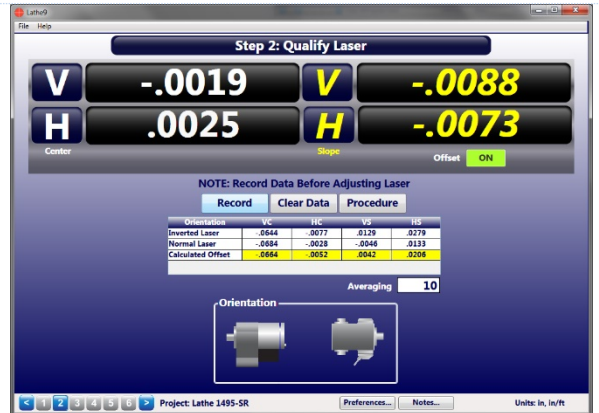 Lathe9
File Help
Step 2: Qualify Laser
V -.0019 V -.0088
H .0025 H -.0073
Center Slope Offset ON
NOTE: Record Data Before Adjusting Laser
Record Clear Data Procedure
Orientation VC HC VS HS
Inverted Laser -.0644 -.0077 .0129 .0279
Normal Laser -.0684 -.0028 -.0046 .0133
Calculated Offset -.0664 -.0052 .0042 .0206
Averaging 10
Orientation
< 1 2 3 4 5 6 > Project: Lathe 1495-SR Preferences... Notes... Units: in, in/ft